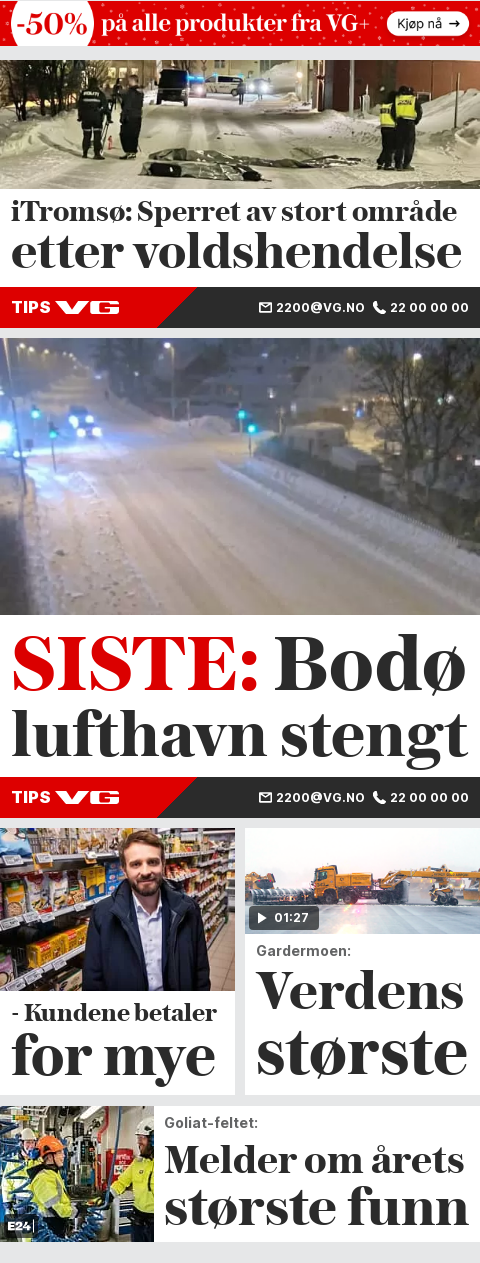 -50% på alle produkter fra VG+ Kjøp nå →
POLITI
iTromsø: Sperret av stort område
etter voldshendelse
TIPS VG 2200@VG.NO 22 00 00 00
SISTE: Bodø
lufthavn stengt
TIPS VG 2200@VG.NO 22 00 00 00
- Kundene betaler
for mye
01:27
Gardermoen:
Verdens
største
E24
Goliat-feltet:
Melder om årets
største funn